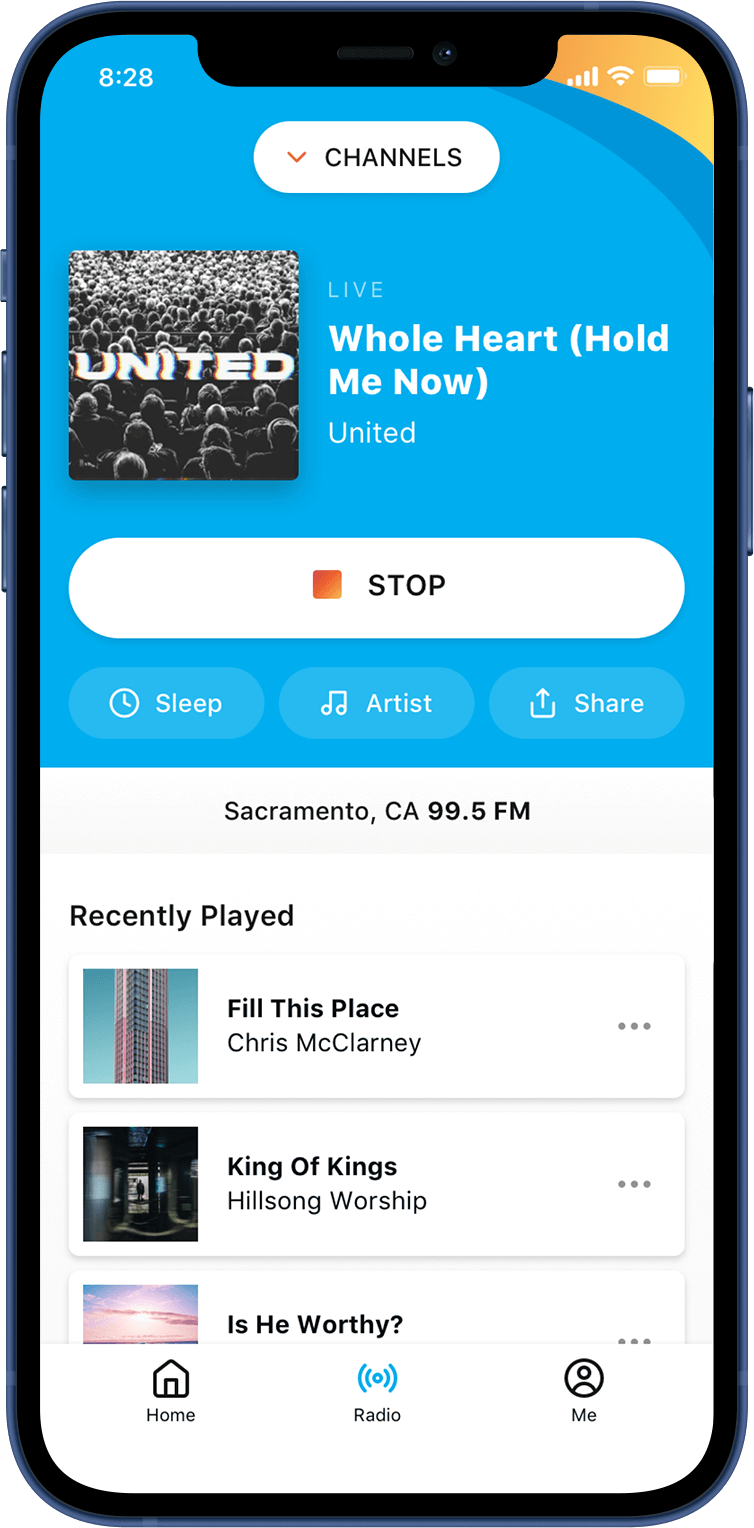 8:28
CHANNELS
UNITED
LIVE
Whole Heart (Hold
Me Now)
United
STOP
Sleep
Artist
Share
Sacramento, CA 99.5 FM
Recently Played
Fill This Place
Chris McClarney
King Of Kings
Hillsong Worship
Is He Worthy?
Home
Radio
Me